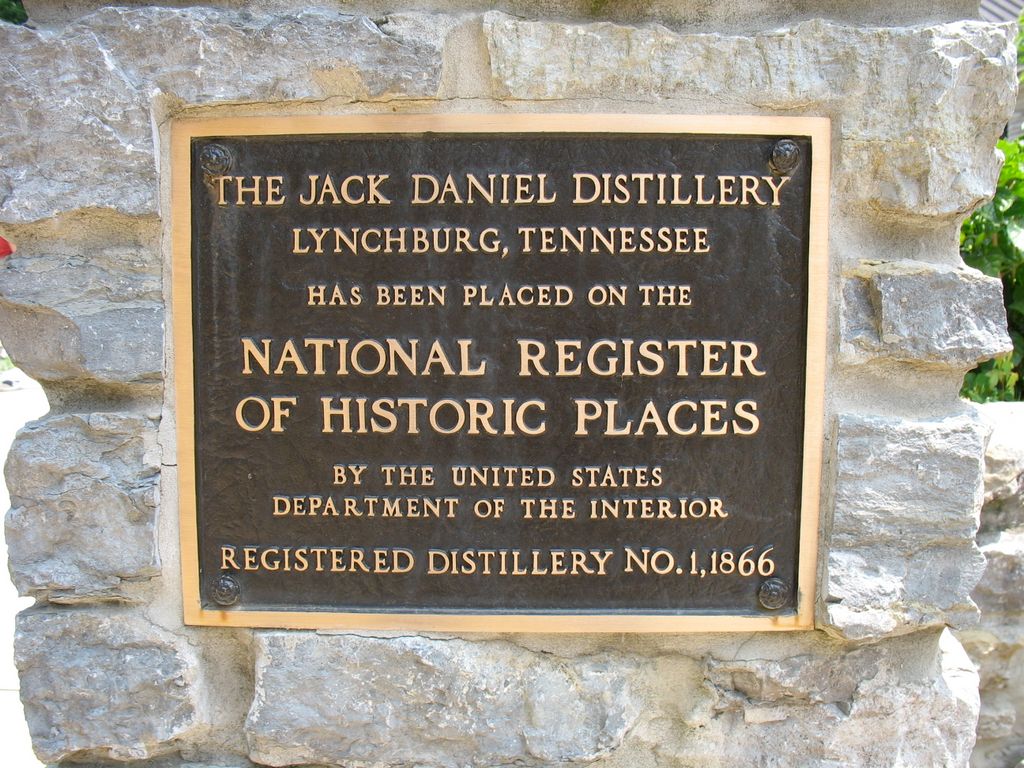 THE JACK DANIEL DISTILLERY
LYNCHBURG, TENNESSEE
HAS BEEN PLACED ON THE
NATIONAL REGISTER
OF HISTORIC PLACES
BY THE UNITED STATES
DEPARTMENT OF THE INTERIOR
REGISTERED DISTILLERY NO. 1, 1866